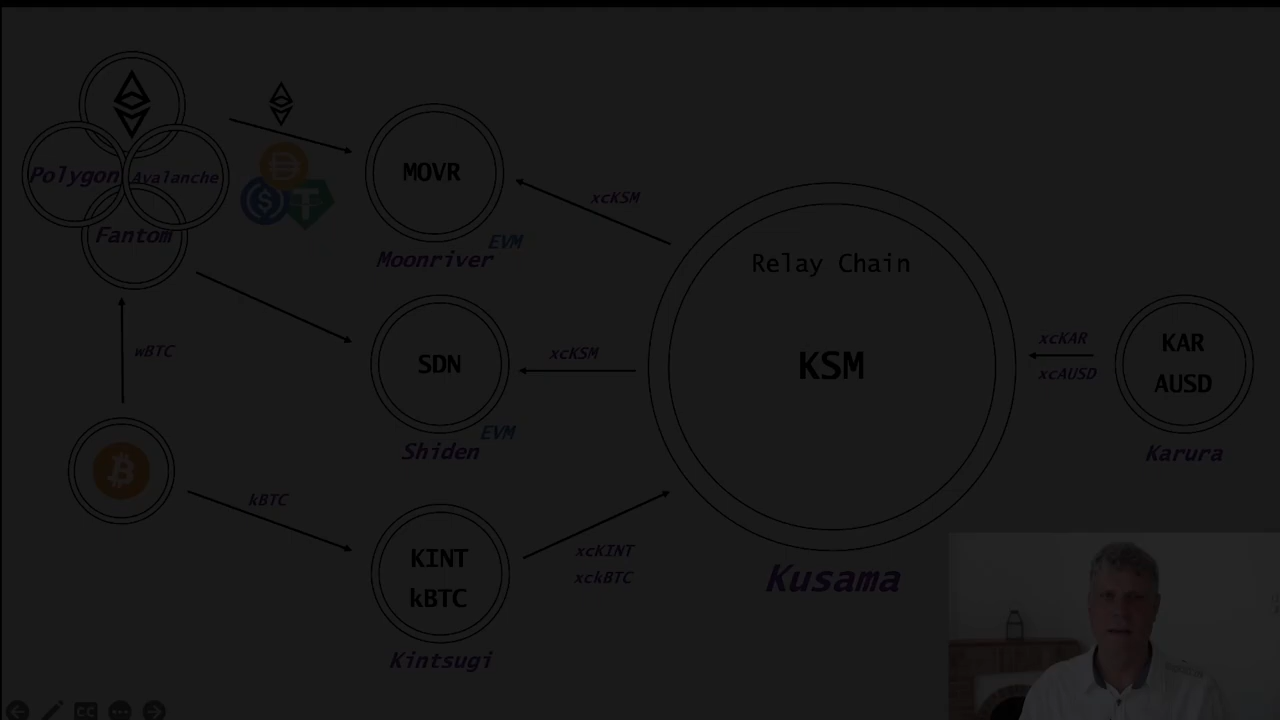 Polygon
Avalanche
Fantom
wBTC
kBTC
MOVR
Moonriver
EVM
SDN
Shiden
EVM
KINT
kBTC
Kintsugi
xcKSM
xcKSM
xcKINT
xckBTC
Relay Chain
KSM
Kusama
xcKAR
xcAUSD
KAR
AUSD
Karura
CC